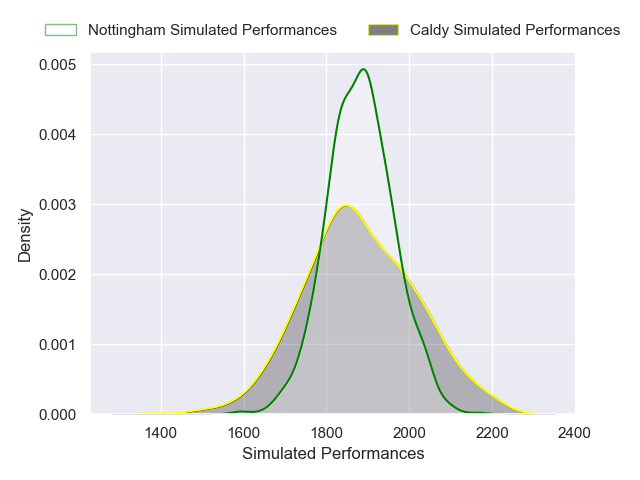 Nottingham Simulated Performances Caldy Simulated Performances
0.005
0.004
0.003
0.002
0.001
0.000
Density
1400 1600 1800 2000 2200 2400
Simulated Performances